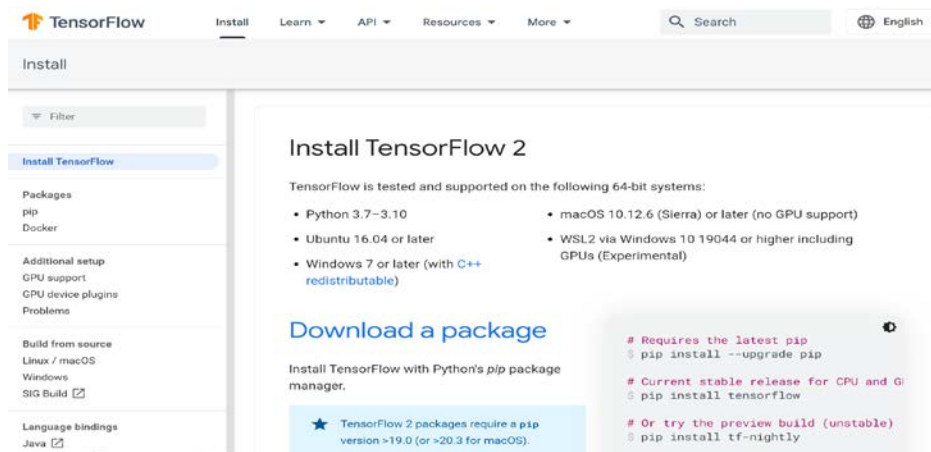 TensorFlow
Install
Learn
API
Resources
More
Search
English
Install
Filter
Install TensorFlow
Packages
pip
Docker
Additional setup
GPU support
GPU device plugins
Problems
Build from source
Linux / macOS
Windows
SIG Build
Language bindings
Java
Install TensorFlow 2
TensorFlow is tested and supported on the following 64-bit systems:
• Python 3.7–3.10
• Ubuntu 16.04 or later
• Windows 7 or later (with C++
redistributable)
• macOS 10.12.6 (Sierra) or later (no GPU support)
• WSL2 via Windows 10 19044 or higher including
GPUs (Experimental)
Download a package
Install TensorFlow with Python's pip package
manager.
TensorFlow 2 packages require a pip
version >19.0 (or >20.3 for macOS).
# Requires the latest pip
$ pip install --upgrade pip
# Current stable release for CPU and
$ pip install tensorflow
# Or try the preview build (unstable)
$ pip install tf-nightly